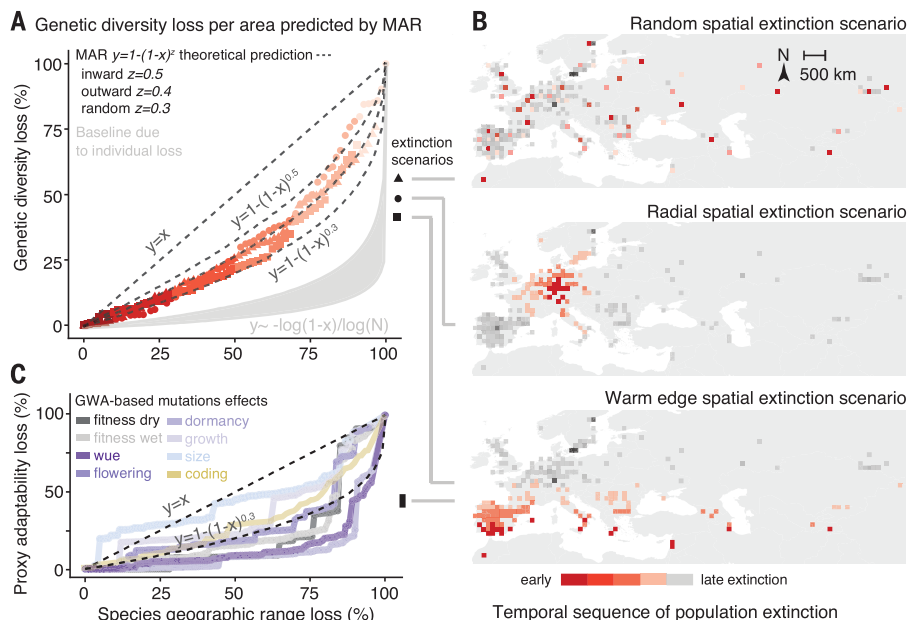 A Genetic diversity loss per area predicted by MAR
MAR y=1-(1-x)ᶻ theoretical prediction ---
inward z=0.5
outward z=0.4
random z=0.3
Baseline due
to individual loss
y=x
y=1-(1-x)^0.5
y=1-(1-x)^0.3
y~ -log(1-x)/log(N)
Genetic diversity loss (%)
100
75
50
25
0
0 25 50 75 100
extinction
scenarios
B
Random spatial extinction scenario
N
500 km
Radial spatial extinction scenario
Warm edge spatial extinction scenario
early late extinction
Temporal sequence of population extinction
C
GWA-based mutations effects
fitness dry
fitness wet
wue
flowering
dormancy
growth
size
coding
y=x
y=1-(1-x)^0.3
Proxy adaptability loss (%)
100
50
0
0 25 50 75 100
Species geographic range loss (%)